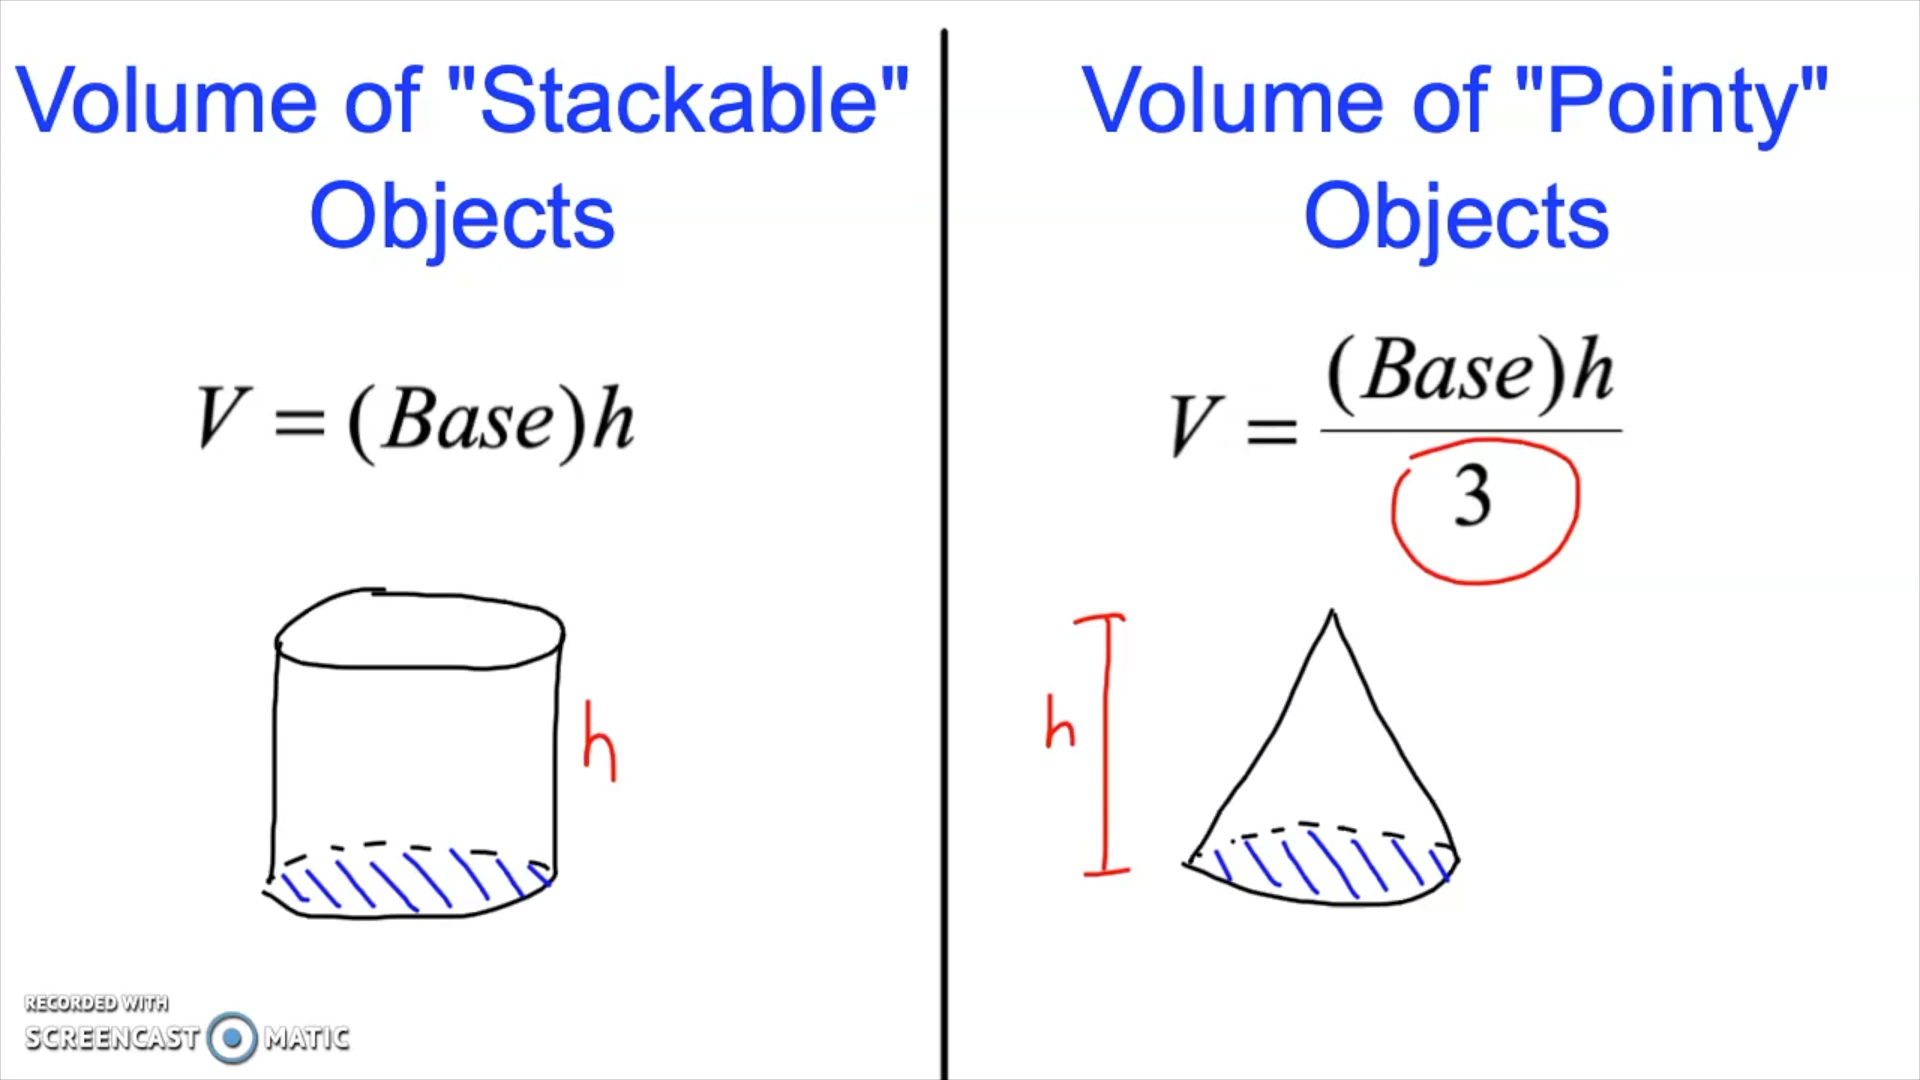 Volume of "Stackable"
Objects
V = (Base)h
h
RECORDED WITH
SCREENCAST MATIC
Volume of "Pointy"
Objects
V = (Base)h
3
h